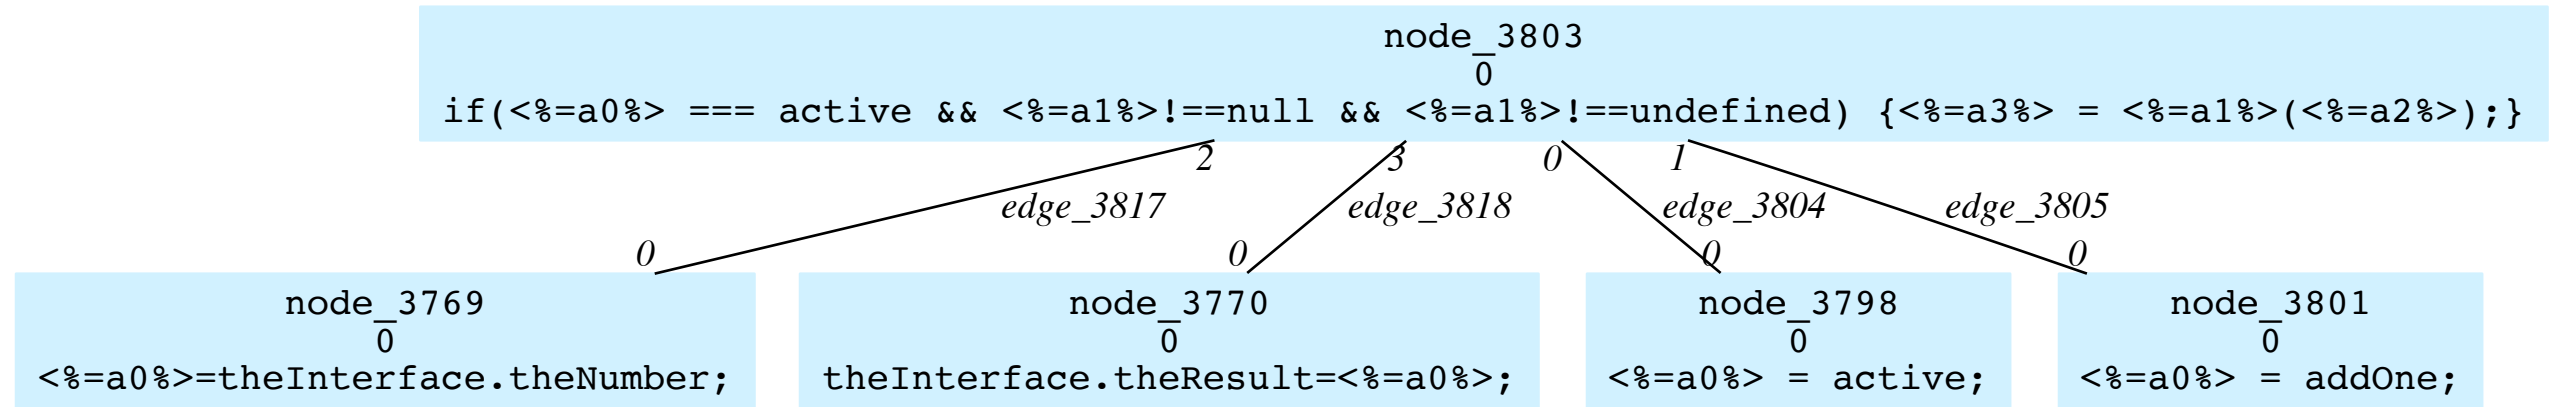 node_3803
0
if(<%=a0%> === active && <%=a1%>!==null && <%=a1%>!==undefined) {<%=a3%> = <%=a1%>(<%=a2%>);}
2 3 0 1
edge_3817 edge_3818 edge_3804 edge_3805
0 0 0 0
node_3769
0
<%=a0%>=theInterface.theNumber;
node_3770
0
theInterface.theResult=<%=a0%>;
node_3798
0
<%=a0%> = active;
node_3801
0
<%=a0%> = addOne;